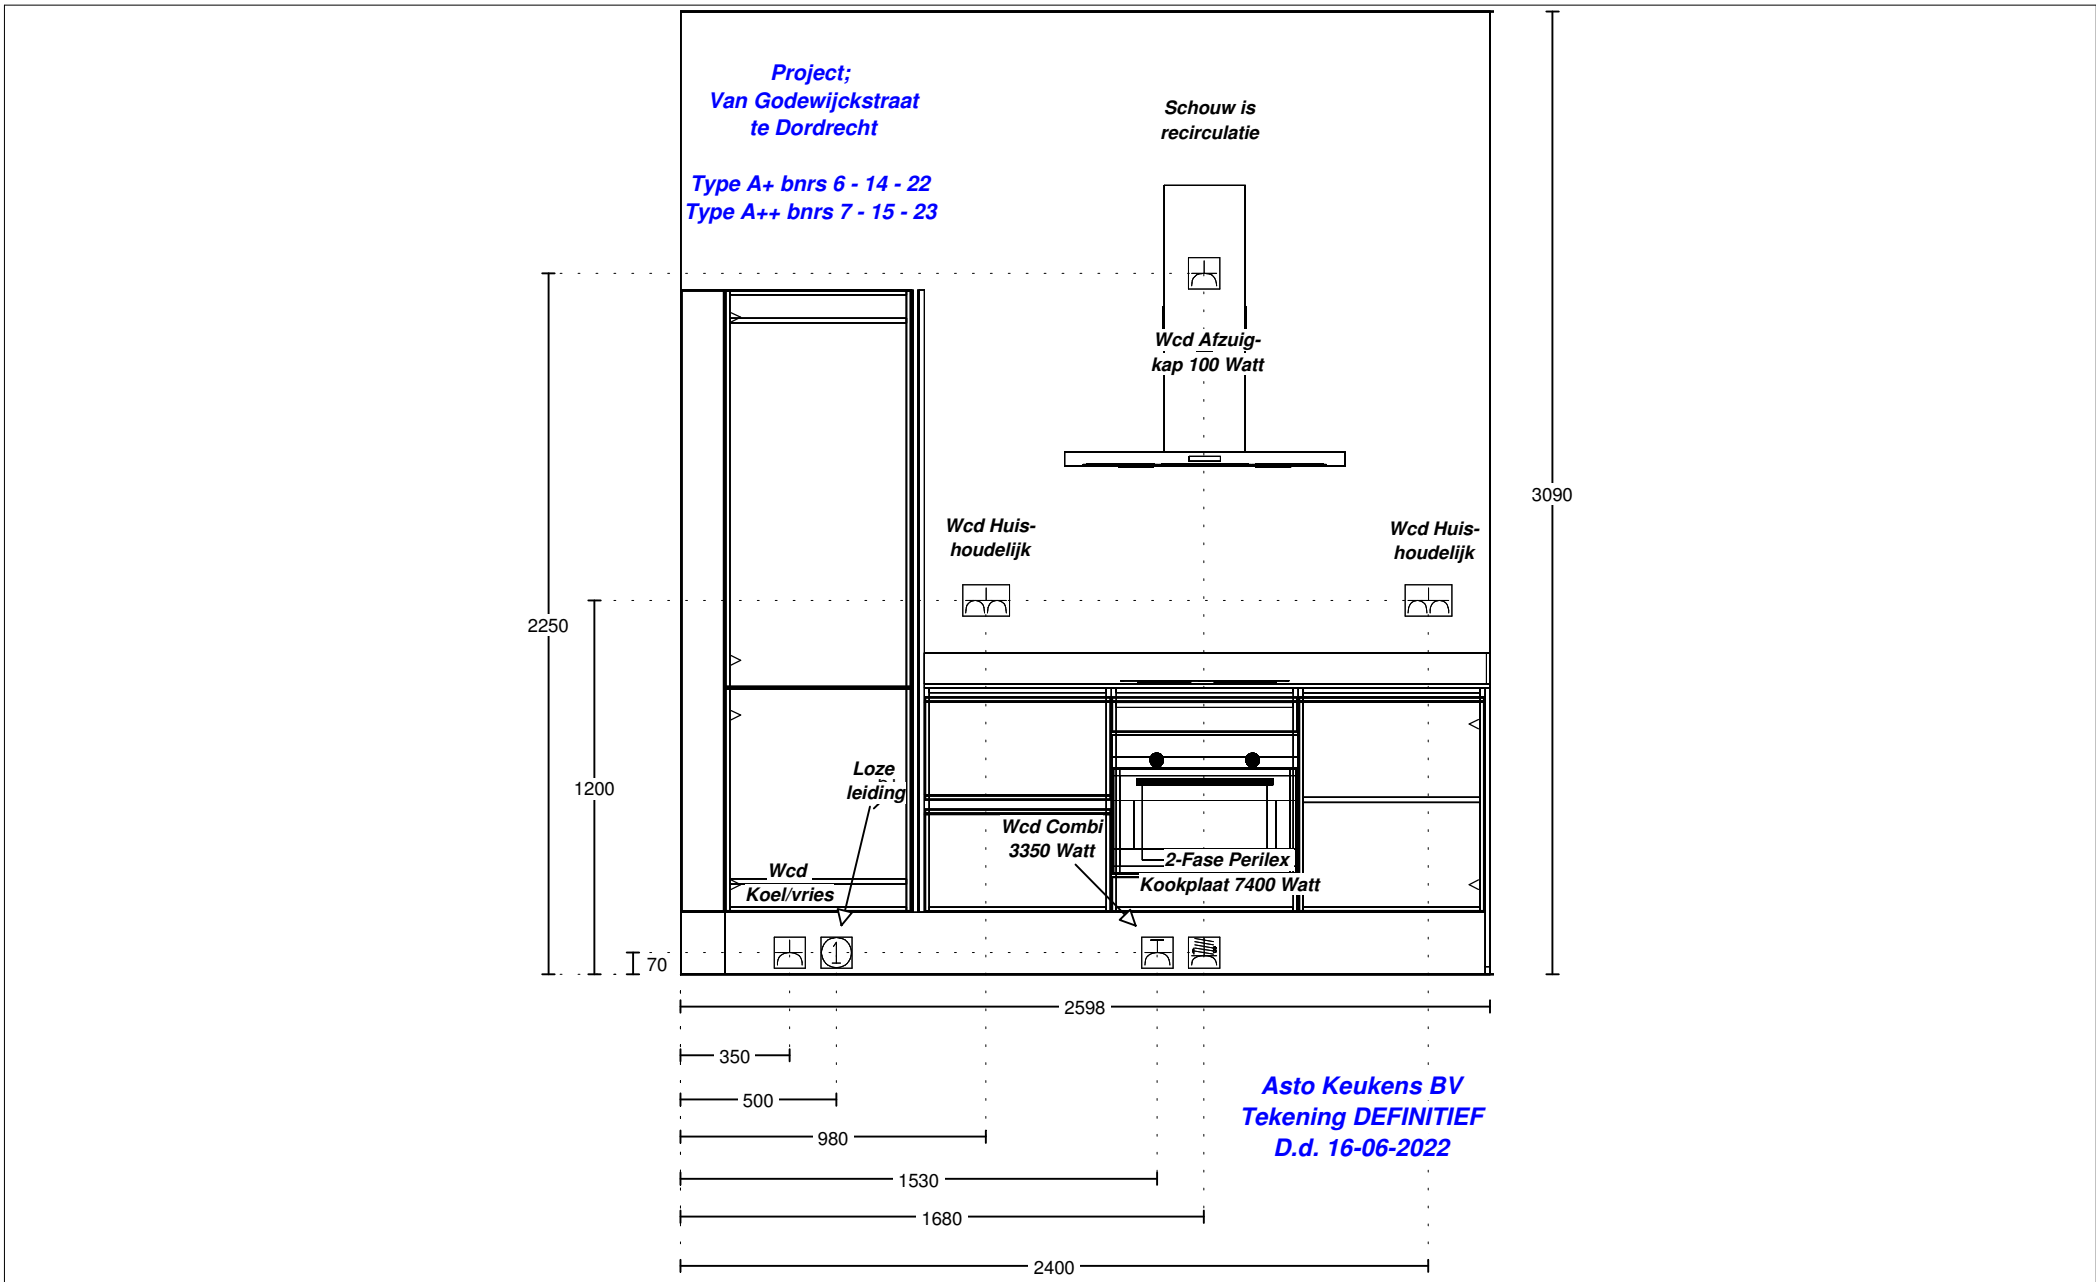 Project;
Van Godewijckstraat
te Dordrecht
Type A+ bnrs 6 - 14 - 22
Type A++ bnrs 7 - 15 - 23
Schouw is
recirculatie
Wcd Afzuig-
kap 100 Watt
Wcd Huis-
houdelijk
Wcd Huis-
houdelijk
3090
2250
1200
70
Loze
leiding
Wcd
Koel/vries
Wcd Combi
3350 Watt
2-Fase Perilex
Kookplaat 7400 Watt
1
2598
350
500
980
1530
1680
2400
Asto Keukens BV
Tekening DEFINITIEF
D.d. 16-06-2022